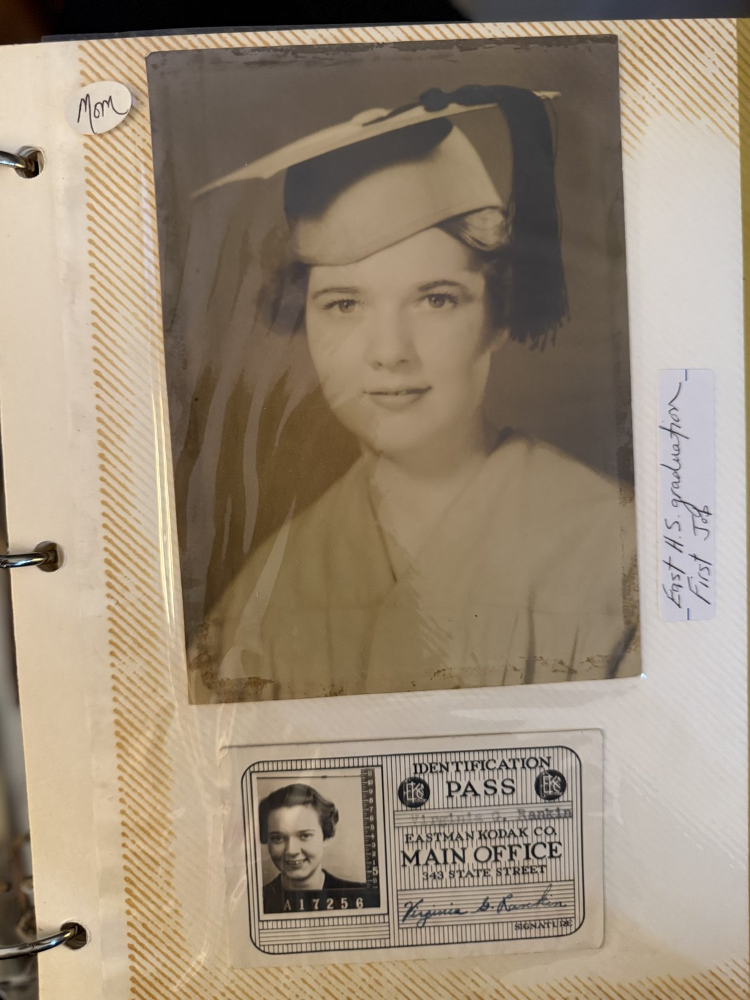 Mom
East H.S. graduation
First Job
IDENTIFICATION
PASS
EKC EKC
Virginia G. Rankin
EASTMAN KODAK CO.
MAIN OFFICE
343 STATE STREET
Virginia G. Rankin
SIGNATURE
A17256